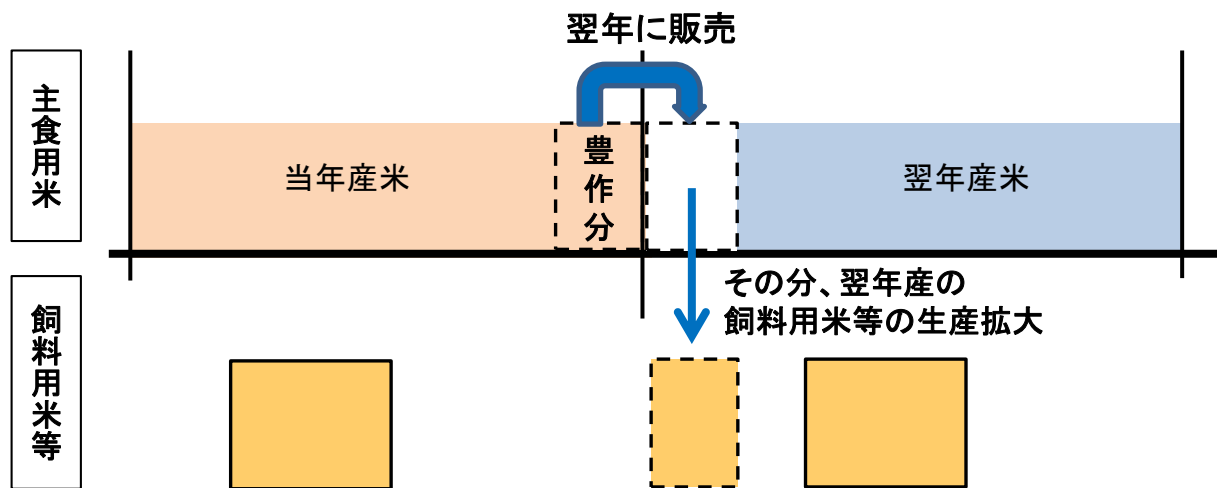 翌年に販売
主食用米
当年産米
豊作分
翌年産米
その分、翌年産の
飼料用米等の生産拡大
飼料用米等